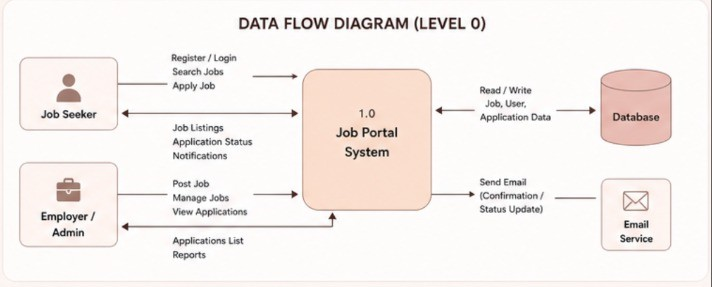 DATA FLOW DIAGRAM (LEVEL 0)
Job Seeker
Register / Login
Search Jobs
Apply Job
Job Listings
Application Status
Notifications
Employer /
Admin
Post Job
Manage Jobs
View Applications
Applications List
Reports
1.0
Job Portal
System
Read / Write
Job, User,
Application Data
Database
Send Email
(Confirmation /
Status Update)
Email
Service